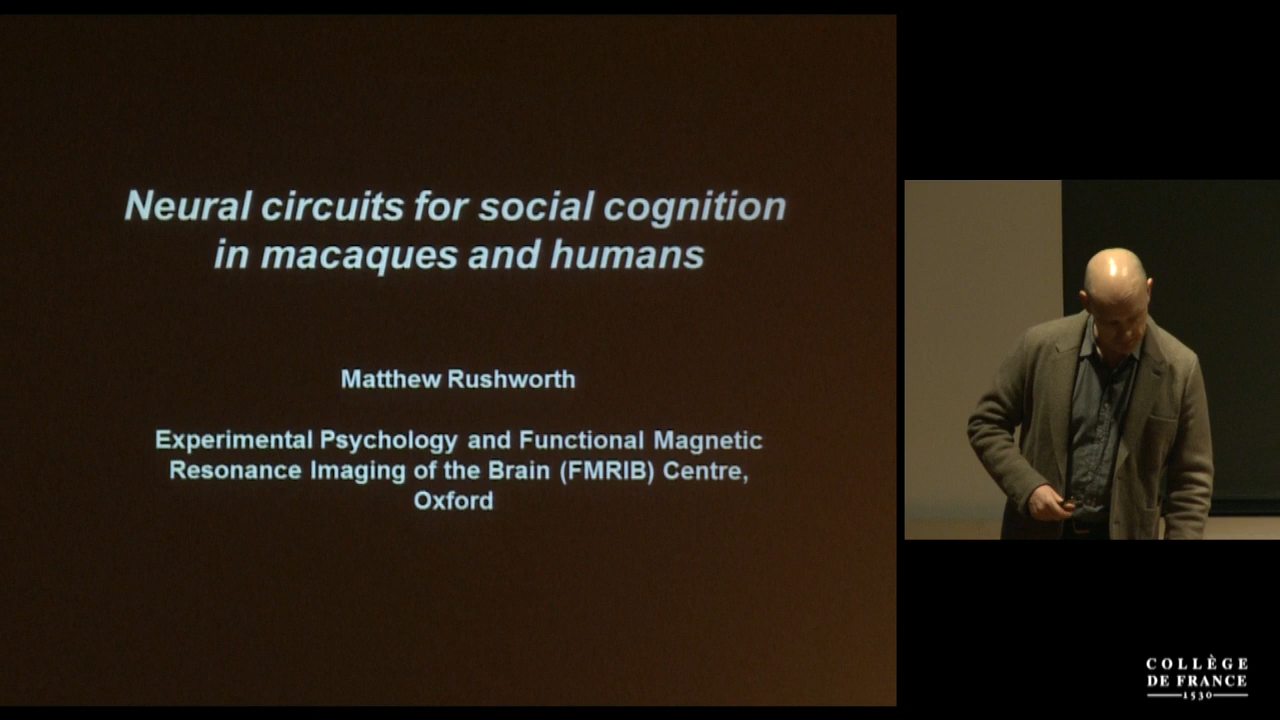 Neural circuits for social cognition
in macaques and humans
Matthew Rushworth
Experimental Psychology and Functional Magnetic
Resonance Imaging of the Brain (FMRIB) Centre,
Oxford
COLLÈGE
DE FRANCE
1530